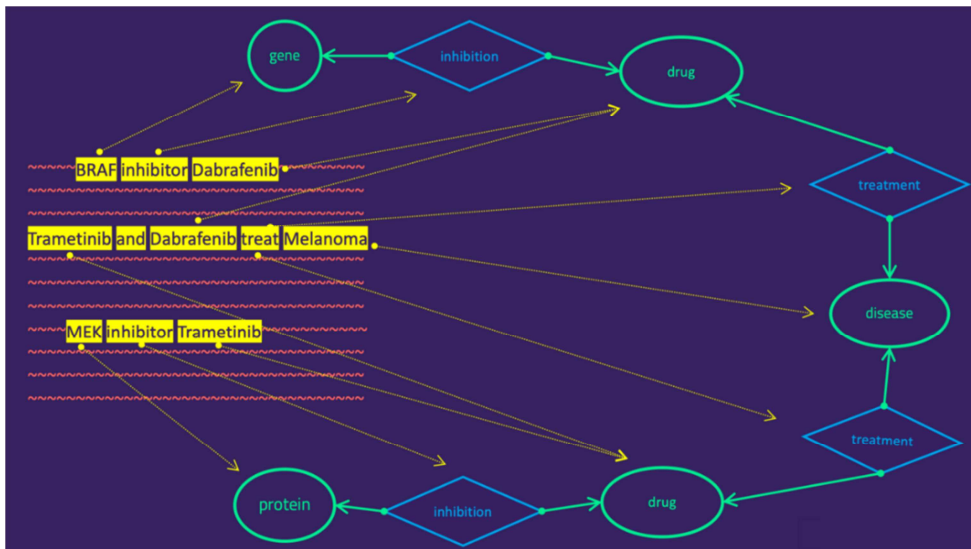 gene
inhibition
drug
BRAF inhibitor Dabrafenib
treatment
Trametinib and Dabrafenib treat Melanoma
disease
MEK inhibitor Trametinib
treatment
protein
inhibition
drug